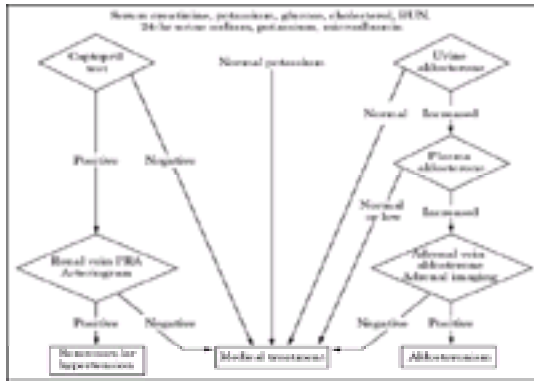 Serum creatinine, potassium, glucose, cholesterol, BUN,
24-hr urine sodium, potassium, microalbumin
Captopril
test
Normal potassium
Urine
aldosterone
Normal
Increased
Positive
Negative
Plasma
aldosterone
Normal
or low
Increased
Renal vein PRA
Arteriogram
Adrenal vein
aldosterone
Adrenal imaging
Positive
Negative
Negative
Positive
Renovascular
hypertension
Medical treatment
Aldosteronism